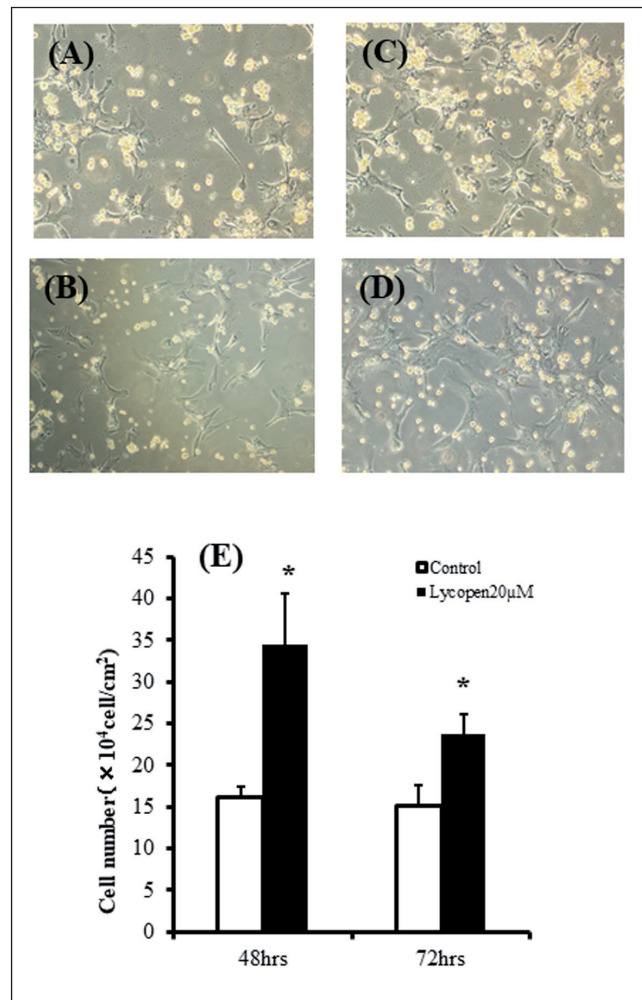 (A)
(C)
(B)
(D)
(E)
45
40
35
30
25
20
15
10
5
0
Cell number( × 10⁴cell/cm²)
*
*
Control
Lycopen20µM
48hrs
72hrs